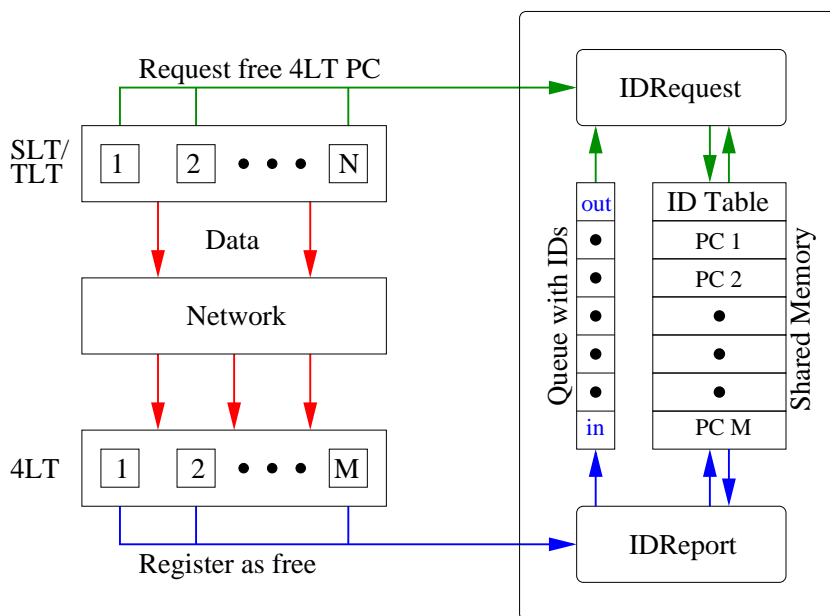 Request free 4LT PC
SLT/
TLT
1 2 N
Data
Network
4LT
1 2 M
Register as free
IDRequest
Queue with IDs
out
in
ID Table
PC 1
PC 2
PC M
Shared Memory
IDReport